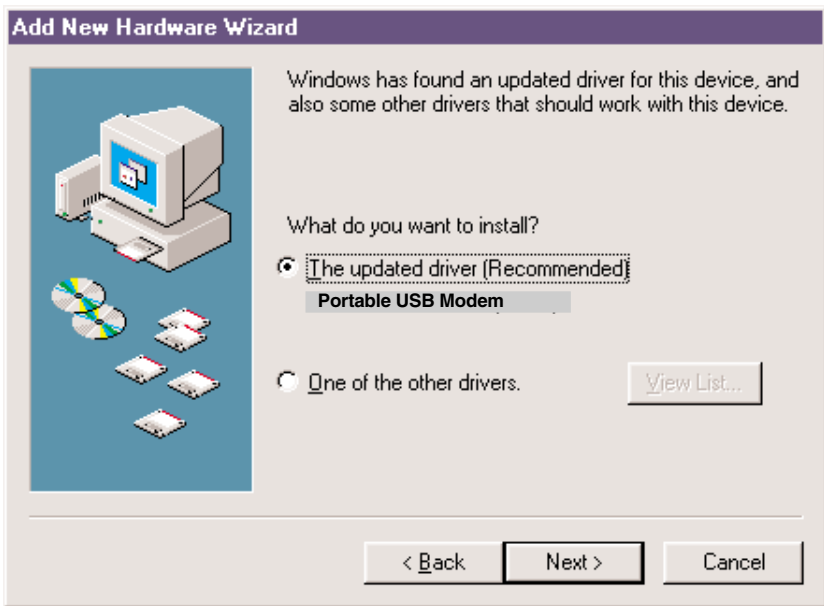 Add New Hardware Wizard
Windows has found an updated driver for this device, and
also some other drivers that should work with this device.
What do you want to install?
The updated driver (Recommended)
Portable USB Modem
One of the other drivers.
View List...
< Back
Next >
Cancel